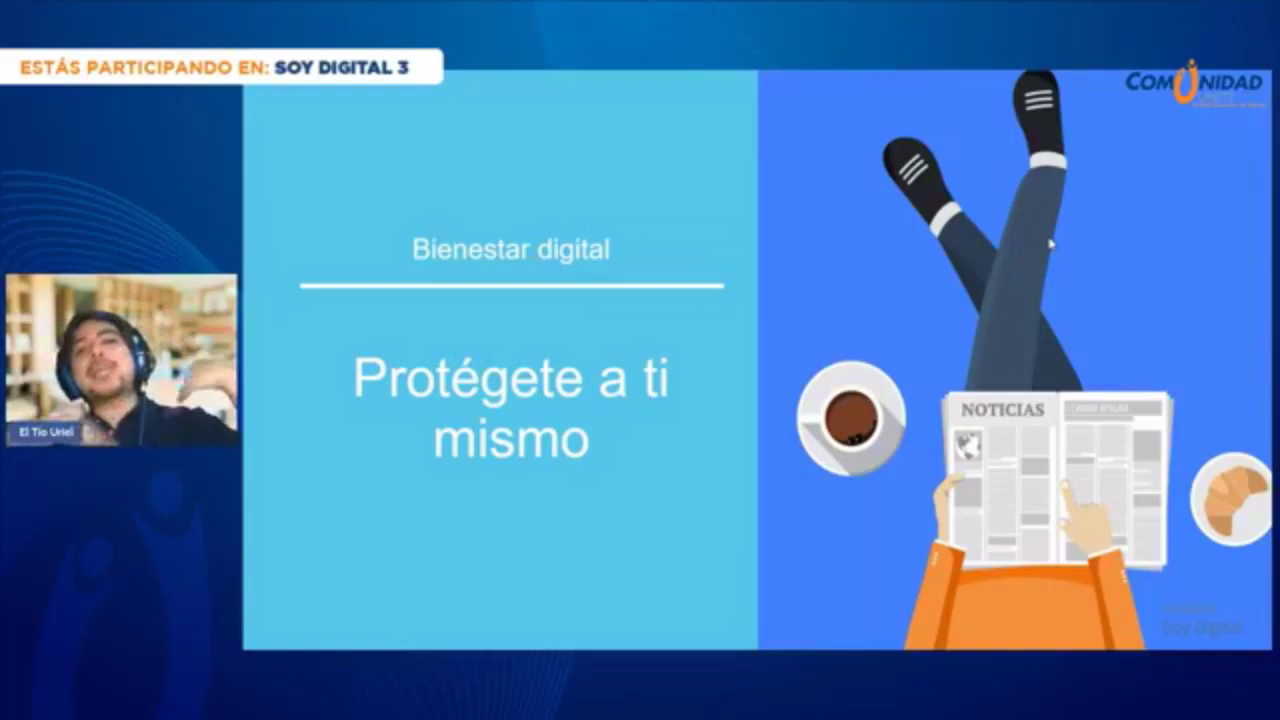 ESTÁS PARTICIPANDO EN: SOY DIGITAL 3
COMUNIDAD
Bienestar digital
Protégete a ti
mismo
NOTICIAS
El Tío Uriel
Soy Digital